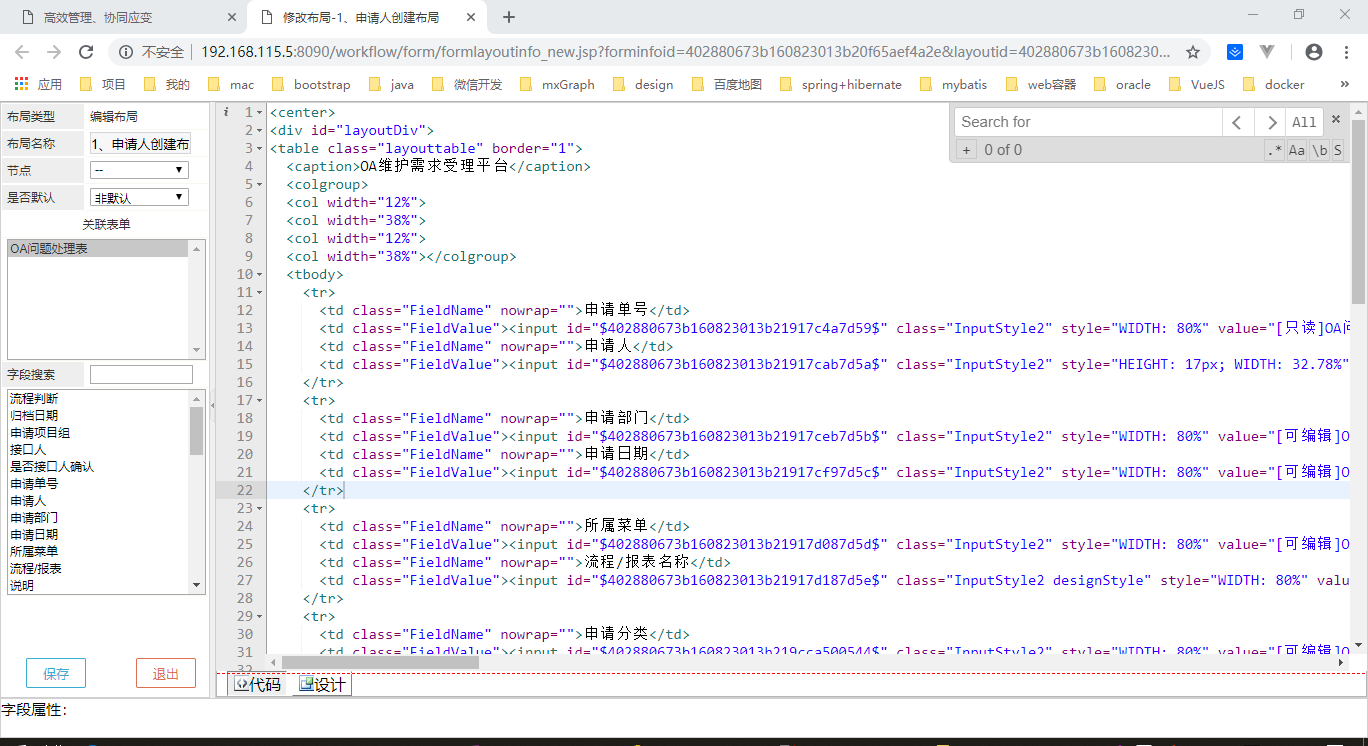 高效管理、协同应变
修改布局-1、申请人创建布局
不安全 192.168.115.5:8090/workflow/form/formlayoutinfo_new.jsp?forminfoid=402880673b160823013b20f65aef4a2e&layoutid=402880673b1608230...
应用 项目 我的 mac bootstrap java 微信开发 mxGraph design 百度地图 spring+hibernate mybatis web容器 oracle VueJS docker »
布局类型 编辑布局
布局名称 1、申请人创建布
节点 --
是否默认 非默认
关联表单
OA问题处理表
字段搜索
流程判断
归档日期
申请项目组
接口人
是否接口人确认
申请单号
申请人
申请部门
申请日期
所属菜单
流程/报表
说明
保存 退出
1 <center>
2 <div id="layoutDiv">
3 <table class="layouttable" border="1">
4 <caption>OA维护需求受理平台</caption>
5 <colgroup>
6 <col width="12%">
7 <col width="38%">
8 <col width="12%">
9 <col width="38%"></colgroup>
10 <tbody>
11 <tr>
12 <td class="FieldName" nowrap="">申请单号</td>
13 <td class="FieldValue"><input id="$402880673b160823013b21917c4a7d59$" class="InputStyle2" style="WIDTH: 80%" value="[只读]OA问
14 <td class="FieldName" nowrap="">申请人</td>
15 <td class="FieldValue"><input id="$402880673b160823013b21917cab7d5a$" class="InputStyle2" style="HEIGHT: 17px; WIDTH: 32.78%"
16 </tr>
17 <tr>
18 <td class="FieldName" nowrap="">申请部门</td>
19 <td class="FieldValue"><input id="$402880673b160823013b21917ceb7d5b$" class="InputStyle2" style="WIDTH: 80%" value="[可编辑]O
20 <td class="FieldName" nowrap="">申请日期</td>
21 <td class="FieldValue"><input id="$402880673b160823013b21917cf97d5c$" class="InputStyle2" style="WIDTH: 80%" value="[可编辑]O
22 </tr>
23 <tr>
24 <td class="FieldName" nowrap="">所属菜单</td>
25 <td class="FieldValue"><input id="$402880673b160823013b21917d087d5d$" class="InputStyle2" style="WIDTH: 80%" value="[可编辑]O
26 <td class="FieldName" nowrap="">流程/报表名称</td>
27 <td class="FieldValue"><input id="$402880673b160823013b21917d187d5e$" class="InputStyle2 designStyle" style="WIDTH: 80%" valu
28 </tr>
29 <tr>
30 <td class="FieldName" nowrap="">申请分类</td>
31 <td class="FieldValue"><input id="$402880673b160823013b219cca500544$" class="InputStyle2" style="WIDTH: 80%" value="[可编辑]O
32
Search for All
+ 0 of 0 .* Aa \b S
代码 设计
字段属性: